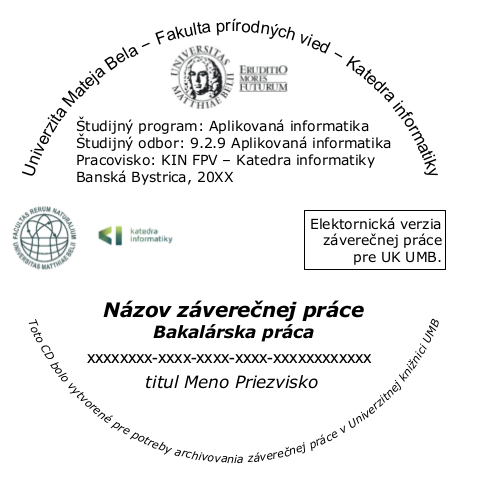 Univerzita Mateja Bela – Fakulta prírodných vied – Katedra informatiky
UNIVERSITAS MATTHIAE BELII
ERUDITIO
MORES
FUTURUM
Študijný program: Aplikovaná informatika
Študijný odbor: 9.2.9 Aplikovaná informatika
Pracovisko: KIN FPV – Katedra informatiky
Banská Bystrica, 20XX
FACULTAS RERUM NATURALIUM
UNIVERSITAS MATTHIAE BELII
katedra
informatiky
Elektornická verzia
záverečnej práce
pre UK UMB.
Názov záverečnej práce
Bakalárska práca
xxxxxxxx-xxxx-xxxx-xxxx-xxxxxxxxxxxx
titul Meno Priezvisko
Toto CD bolo vytvorené pre potreby archivovania záverečnej práce v Univerzitnej knižnici UMB